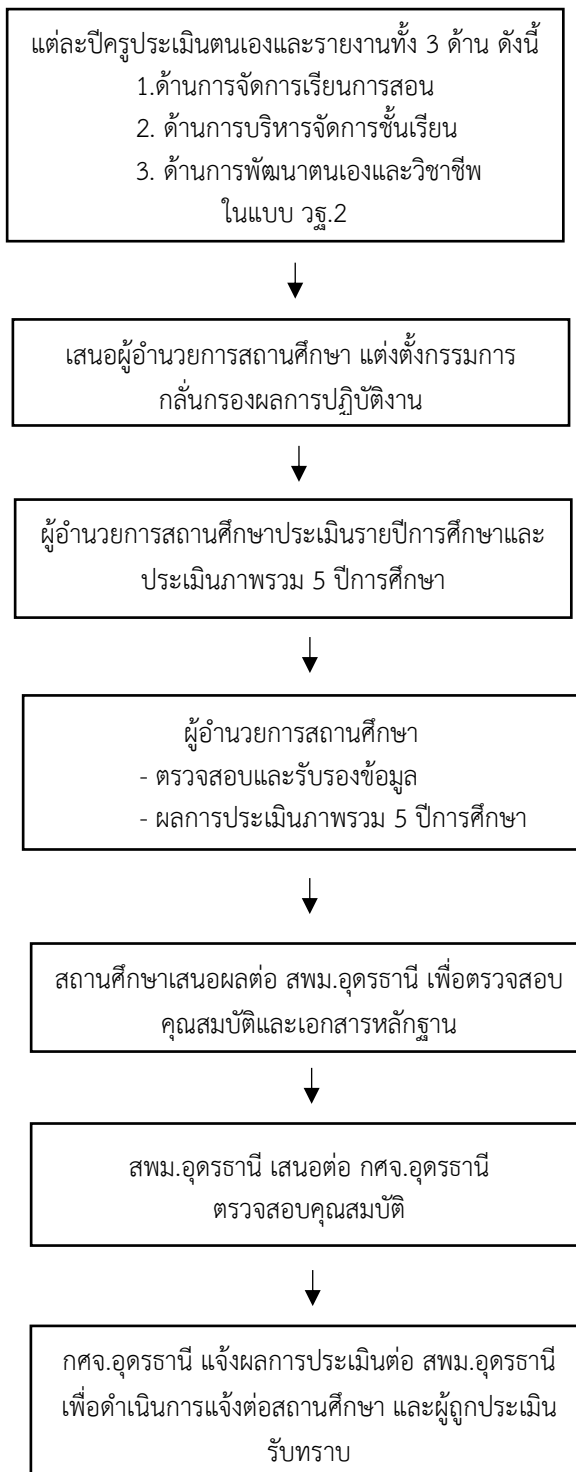 แต่ละปีครูประเมินตนเองและรายงานทั้ง 3 ด้าน ดังนี้
1.ด้านการจัดการเรียนการสอน
2. ด้านการบริหารจัดการชั้นเรียน
3. ด้านการพัฒนาตนเองและวิชาชีพ
ในแบบ วฐ.2
เสนอผู้อำนวยการสถานศึกษา แต่งตั้งกรรมการ
กลั่นกรองผลการปฏิบัติงาน
ผู้อำนวยการสถานศึกษาประเมินรายปีการศึกษาและ
ประเมินภาพรวม 5 ปีการศึกษา
ผู้อำนวยการสถานศึกษา
- ตรวจสอบและรับรองข้อมูล
- ผลการประเมินภาพรวม 5 ปีการศึกษา
สถานศึกษาเสนอผลต่อ สพม.อุดรธานี เพื่อตรวจสอบ
คุณสมบัติและเอกสารหลักฐาน
สพม.อุดรธานี เสนอต่อ กศจ.อุดรธานี
ตรวจสอบคุณสมบัติ
กศจ.อุดรธานี แจ้งผลการประเมินต่อ สพม.อุดรธานี
เพื่อดำเนินการแจ้งต่อสถานศึกษา และผู้ถูกประเมิน
รับทราบ